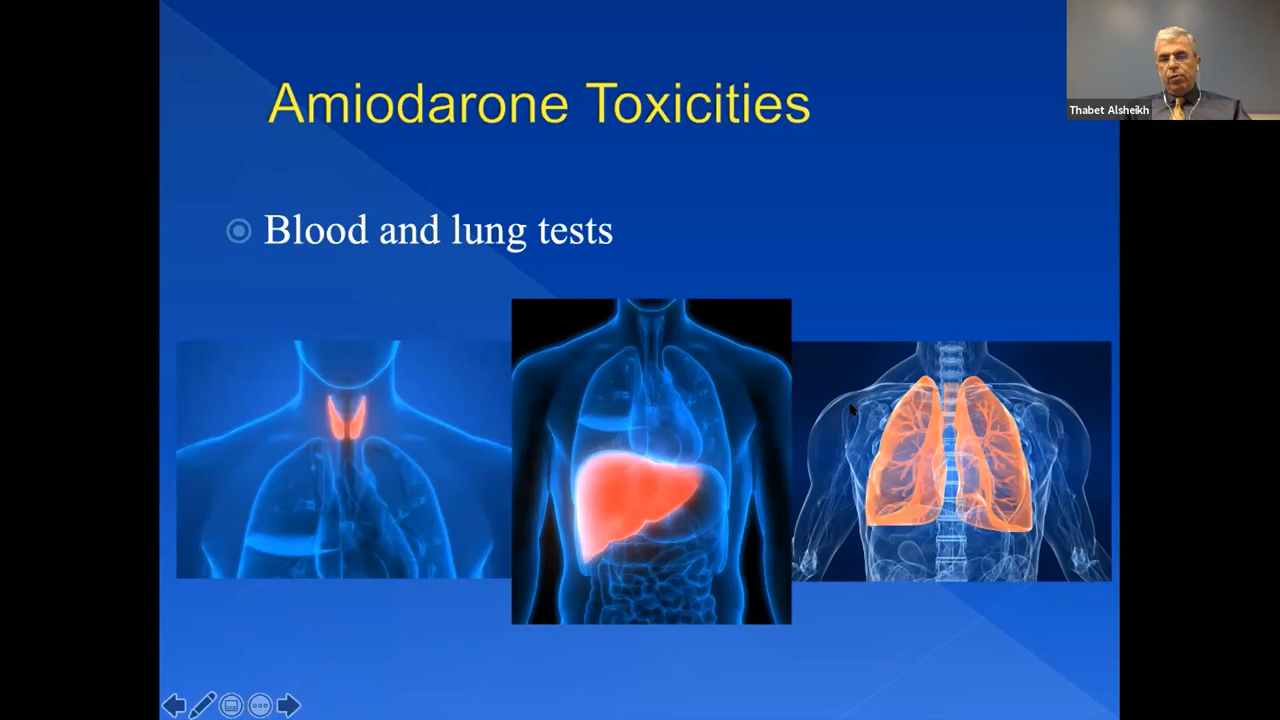 Amiodarone Toxicities
Thabet Alsheikh
Blood and lung tests